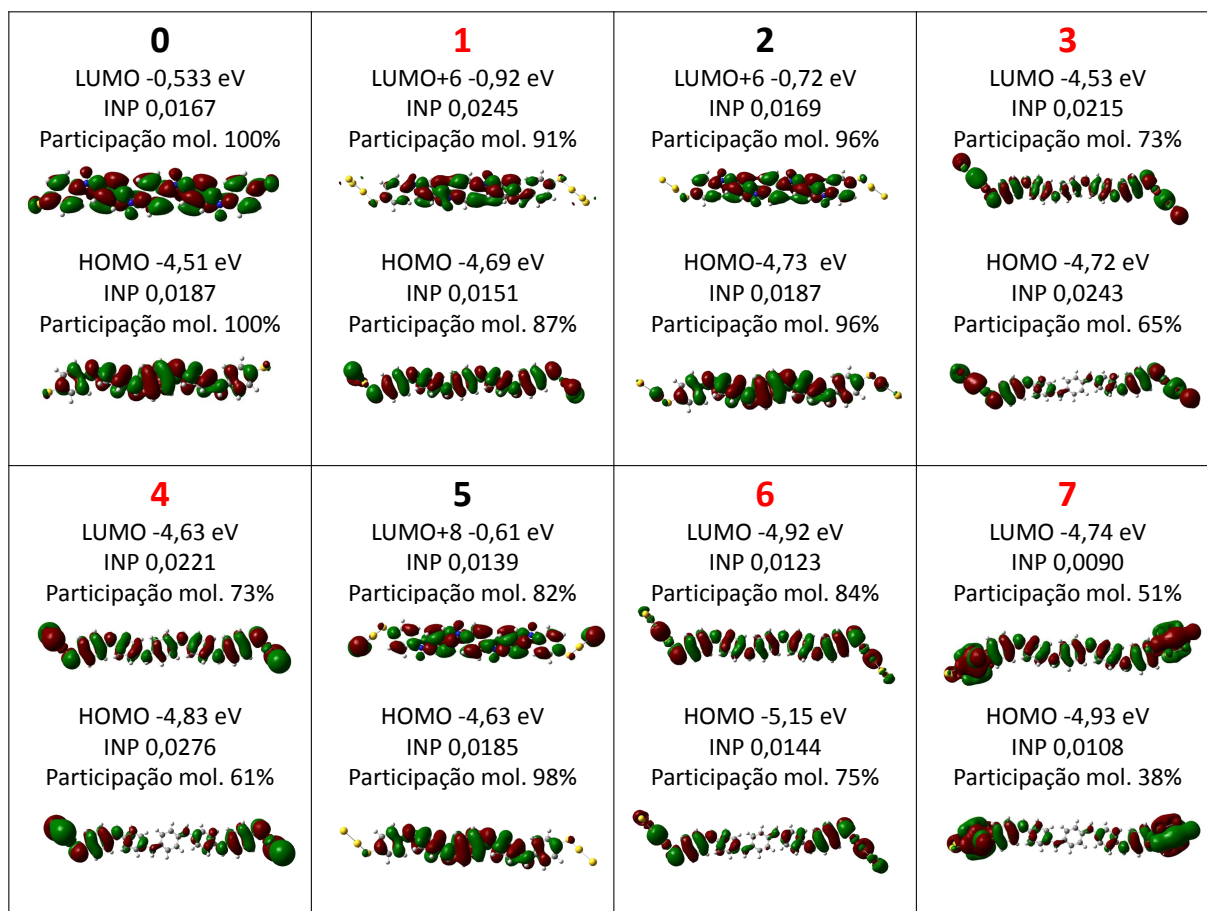 0
LUMO -0,533 eV
INP 0,0167
Participação mol. 100%
HOMO -4,51 eV
INP 0,0187
Participação mol. 100%
1
LUMO+6 -0,92 eV
INP 0,0245
Participação mol. 91%
HOMO -4,69 eV
INP 0,0151
Participação mol. 87%
2
LUMO+6 -0,72 eV
INP 0,0169
Participação mol. 96%
HOMO-4,73 eV
INP 0,0187
Participação mol. 96%
3
LUMO -4,53 eV
INP 0,0215
Participação mol. 73%
HOMO -4,72 eV
INP 0,0243
Participação mol. 65%
4
LUMO -4,63 eV
INP 0,0221
Participação mol. 73%
HOMO -4,83 eV
INP 0,0276
Participação mol. 61%
5
LUMO+8 -0,61 eV
INP 0,0139
Participação mol. 82%
HOMO -4,63 eV
INP 0,0185
Participação mol. 98%
6
LUMO -4,92 eV
INP 0,0123
Participação mol. 84%
HOMO -5,15 eV
INP 0,0144
Participação mol. 75%
7
LUMO -4,74 eV
INP 0,0090
Participação mol. 51%
HOMO -4,93 eV
INP 0,0108
Participação mol. 38%